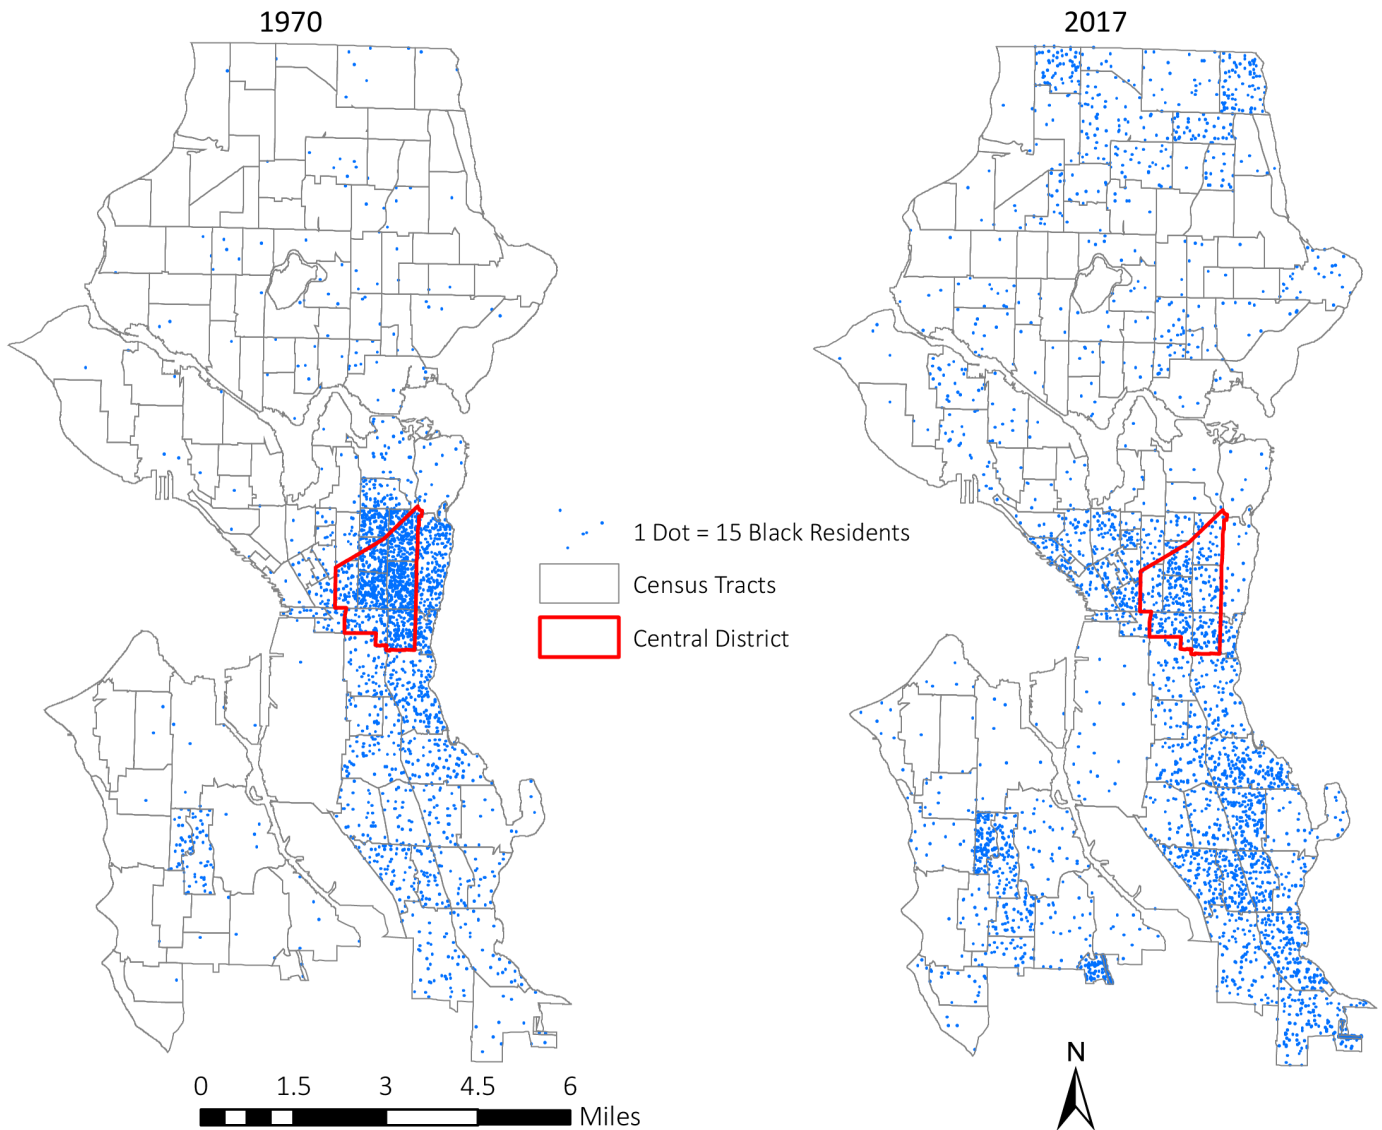 1970
2017
1 Dot = 15 Black Residents
Census Tracts
Central District
0 1.5 3 4.5 6
Miles
N